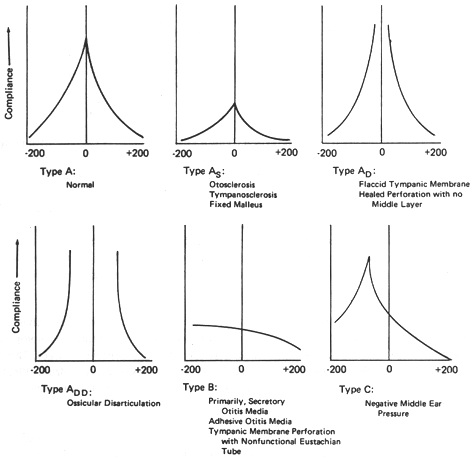 Compliance
-200 0 +200
Type A:
Normal
-200 0 +200
Type AS:
Otosclerosis
Tympanosclerosis
Fixed Malleus
-200 0 +200
Type AD:
Flaccid Tympanic Membrane
Healed Perforation with no
Middle Layer
Compliance
-200 0 +200
Type ADD:
Ossicular Disarticulation
-200 0 +200
Type B:
Primarily, Secretory
Otitis Media
Adhesive Otitis Media
Tympanic Membrane Perforation
with Nonfunctional Eustachian
Tube
-200 0 +200
Type C:
Negative Middle Ear
Pressure